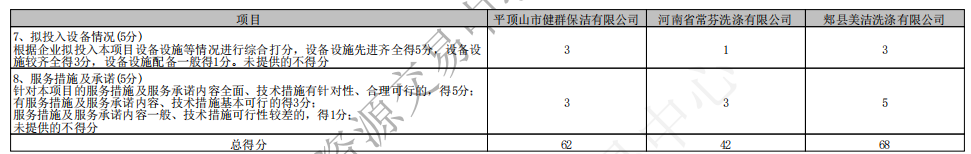 项目 平顶山市健群保洁有限公司 河南省常芬洗涤有限公司 郏县美洁洗涤有限公司
7、拟投入设备情况(5分)
根据企业拟投入本项目设备设施等情况进行综合打分，设备设施先进齐全得5分，设备设
施较齐全得3分，设备设施配备一般得1分。未提供的不得分
3 1 3
8、服务措施及承诺(5分)
针对本项目的服务措施及服务承诺内容全面、技术措施有针对性、合理可行的，得5分；
有服务措施及服务承诺内容、技术措施基本可行的得3分；
服务措施及服务承诺内容一般、技术措施可行性较差的，得1分；
未提供的不得分
3 3 5
总得分 62 42 68
资源交易中
中心